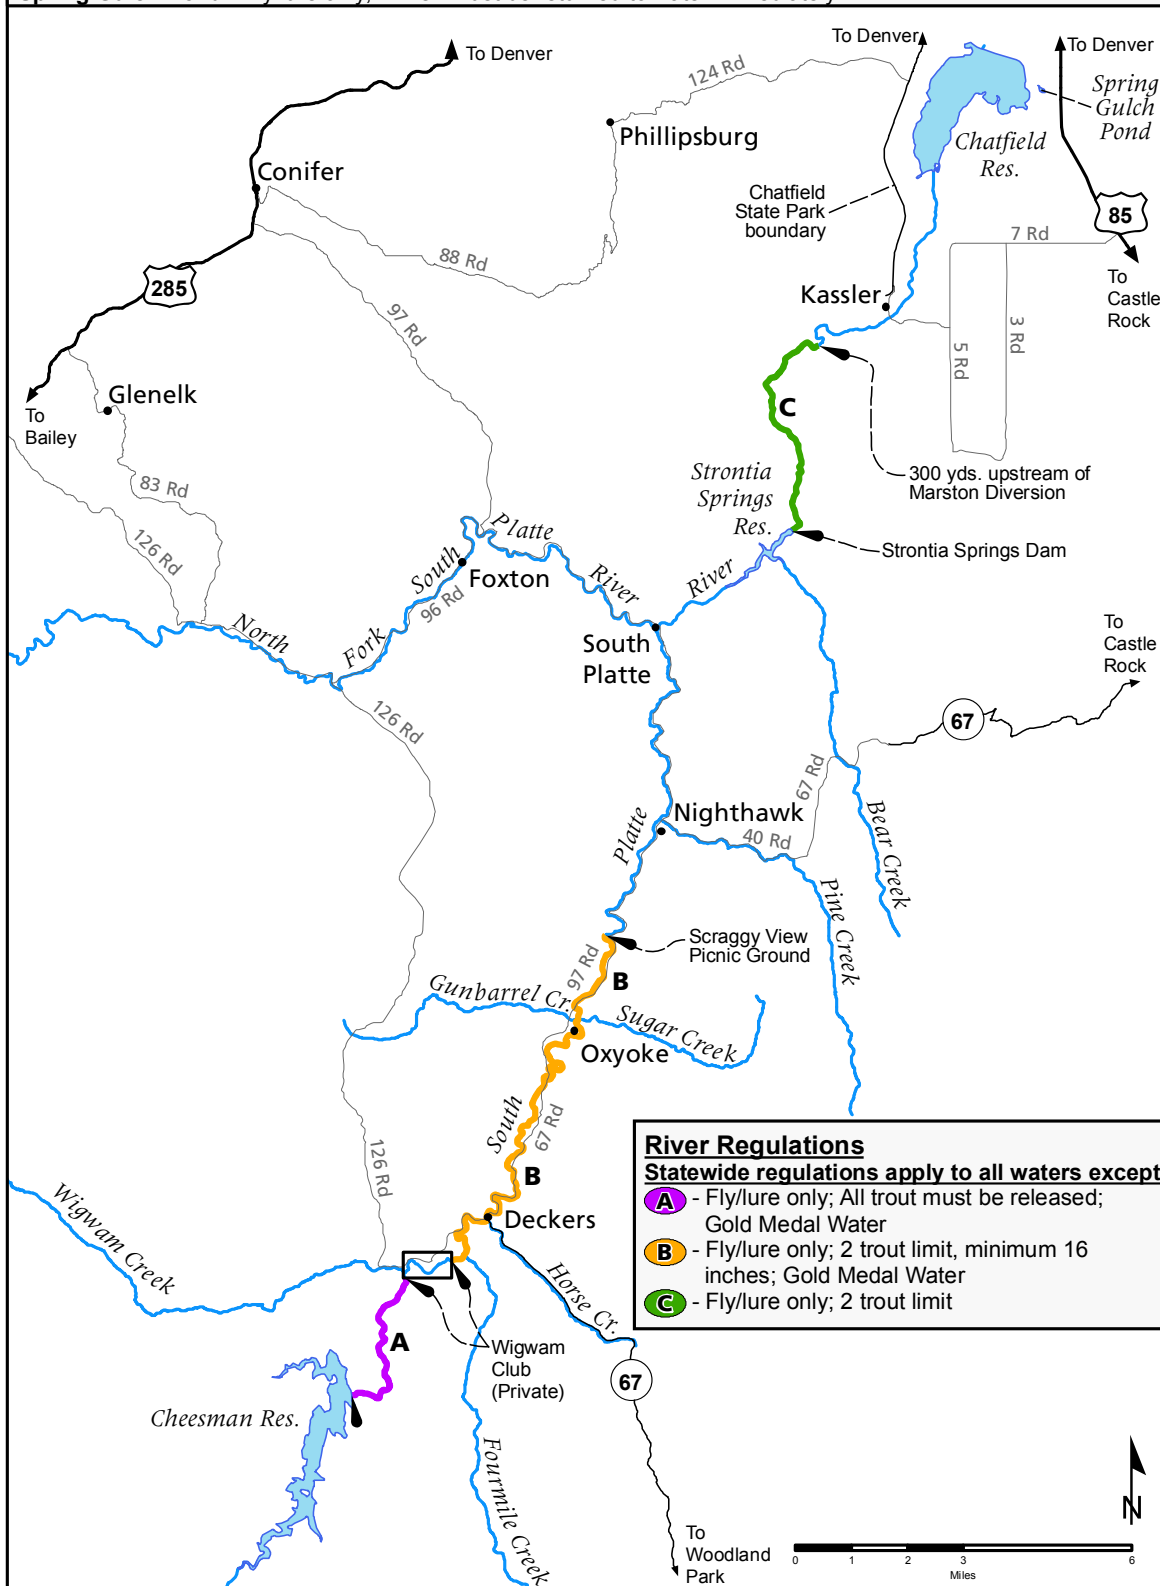 To Denver
To Denver
To Denver
124 Rd
Spring
Gulch
Pond
Phillipsburg
Chatfield
Res.
Conifer
Chatfield
State Park
boundary
85
7 Rd
88 Rd
285
To
Castle
Rock
Kassler
97 Rd
3 Rd
5 Rd
Glenelk
To
Bailey
C
Strontia
Springs
Res.
300 yds. upstream of
Marston Diversion
83 Rd
126 Rd
Platte
South
Strontia Springs Dam
Foxton
River
River
96 Rd
North
Fork
South
Platte
To
Castle
Rock
126 Rd
67
67 Rd
Nighthawk
Platte
40 Rd
Bear Creek
Pine Creek
Scraggy View
Picnic Ground
97 Rd
B
Gunbarrel Cr.
Sugar Creek
Oxyoke
South
67 Rd
126 Rd
B
River Regulations
Statewide regulations apply to all waters except
A - Fly/lure only; All trout must be released;
Gold Medal Water
B - Fly/lure only; 2 trout limit, minimum 16
inches; Gold Medal Water
C - Fly/lure only; 2 trout limit
Wigwam Creek
Deckers
Horse Cr.
A
Wigwam
Club
(Private)
67
Cheesman Res.
Fourmile Creek
To
Woodland
Park
N
0 1 2 3 6
Miles